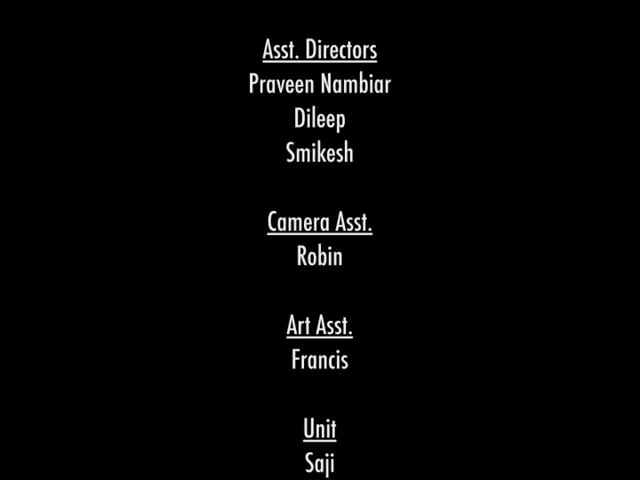 Asst. Directors
Praveen Nambiar
Dileep
Smikesh
Camera Asst.
Robin
Art Asst.
Francis
Unit
Saji